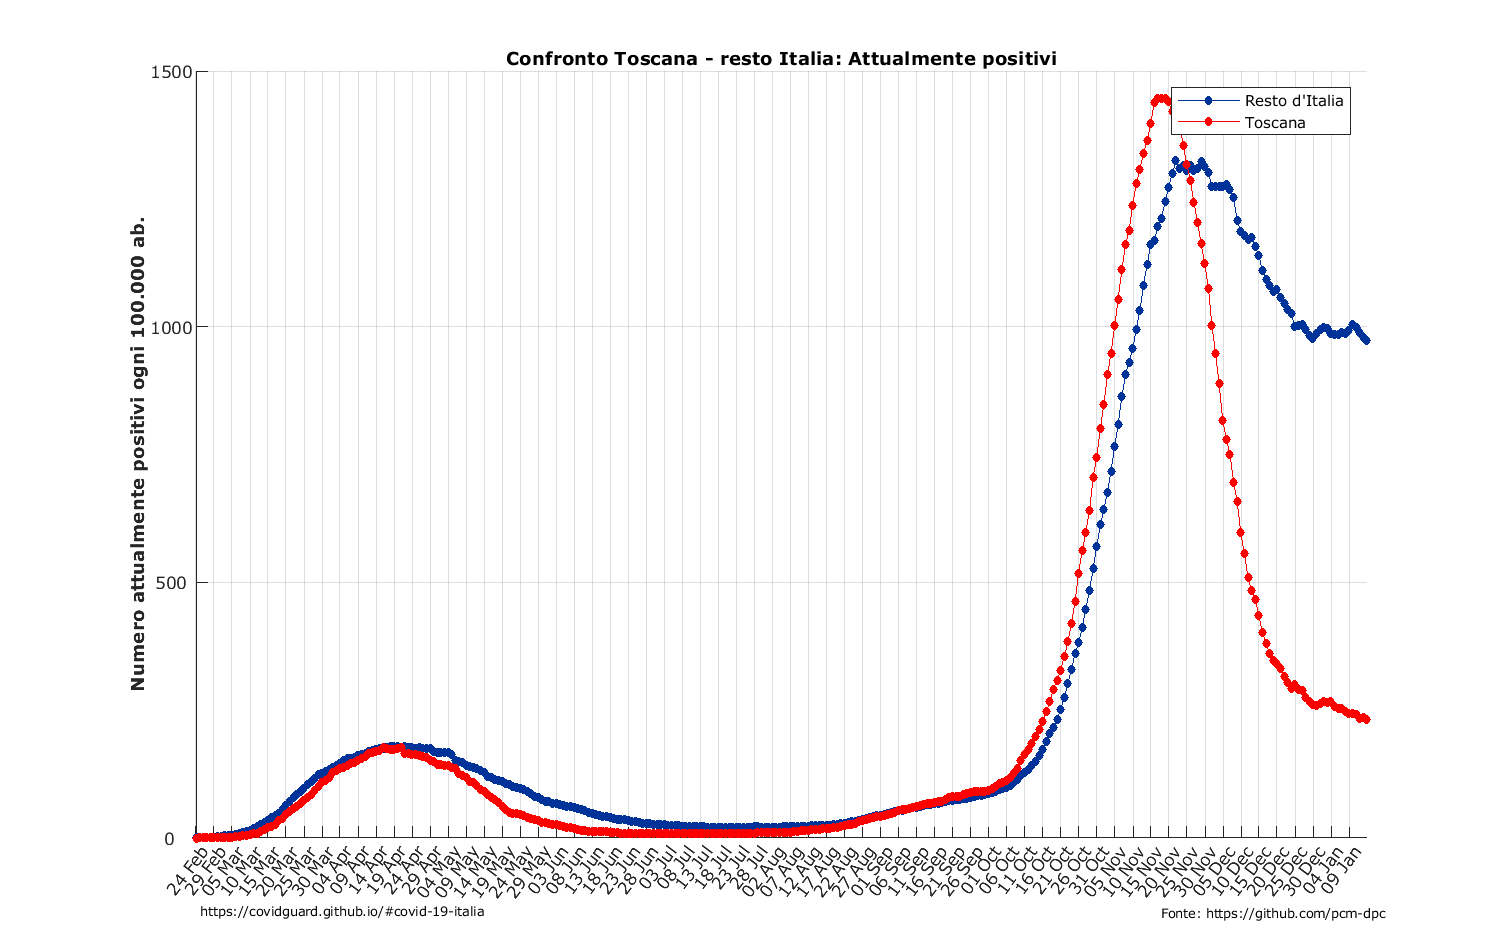 Confronto Toscana - resto Italia: Attualmente positivi
1500
1000
500
0
Numero attualmente positivi ogni 100.000 ab.
Resto d'Italia
Toscana
24 Feb
29 Feb
05 Mar
10 Mar
15 Mar
20 Mar
25 Mar
30 Mar
04 Apr
09 Apr
14 Apr
19 Apr
24 Apr
29 Apr
04 May
09 May
14 May
19 May
24 May
29 May
03 Jun
08 Jun
13 Jun
18 Jun
23 Jun
28 Jun
03 Jul
08 Jul
13 Jul
18 Jul
23 Jul
28 Jul
02 Aug
07 Aug
12 Aug
17 Aug
22 Aug
27 Aug
01 Sep
06 Sep
11 Sep
16 Sep
21 Sep
26 Sep
01 Oct
06 Oct
11 Oct
16 Oct
21 Oct
26 Oct
31 Oct
05 Nov
10 Nov
15 Nov
20 Nov
25 Nov
30 Nov
05 Dec
10 Dec
15 Dec
20 Dec
25 Dec
30 Dec
04 Jan
09 Jan
https://covidguard.github.io/#covid-19-italia
Fonte: https://github.com/pcm-dpc